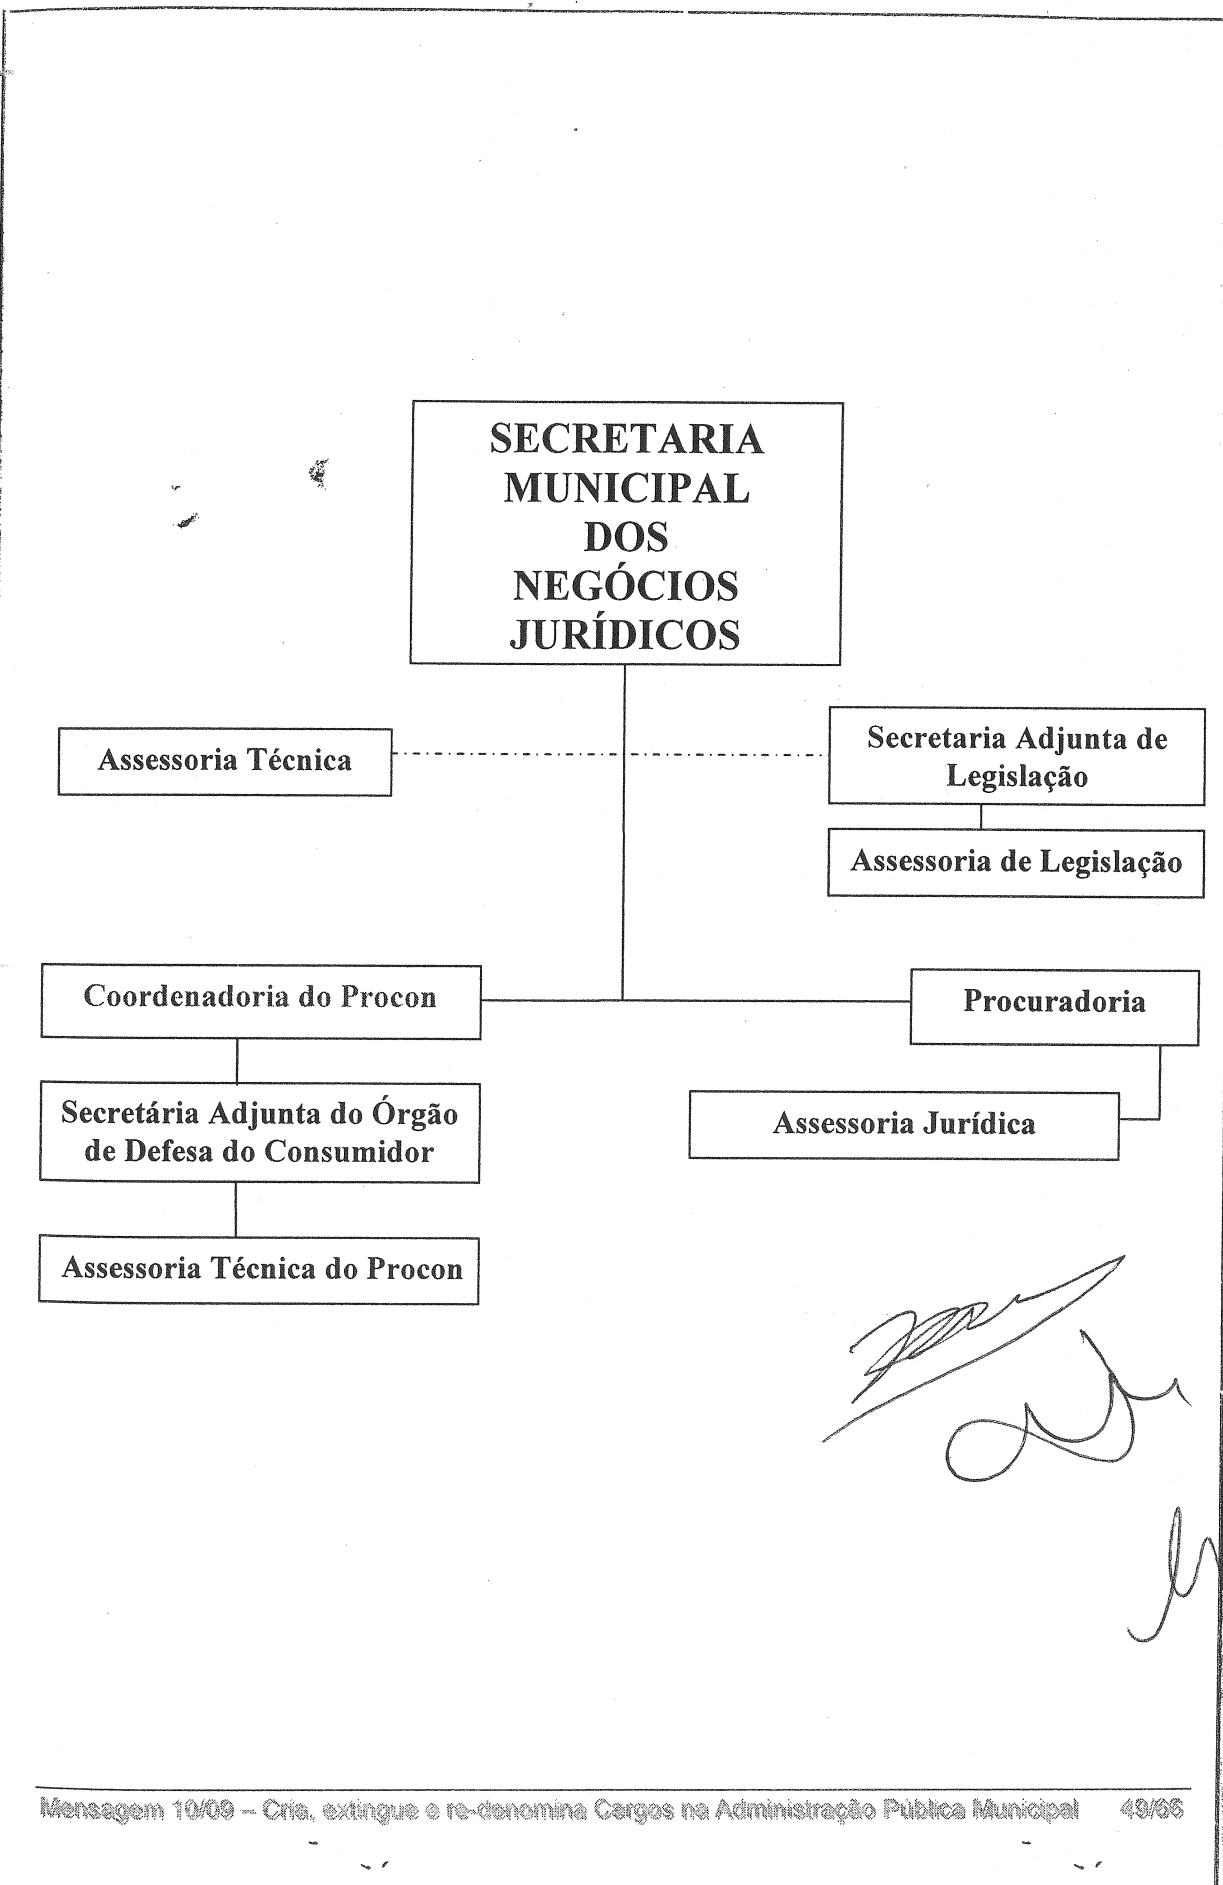 SECRETARIA
MUNICIPAL
DOS
NEGÓCIOS
JURÍDICOS
Assessoria Técnica
Secretaria Adjunta de
Legislação
Assessoria de Legislação
Coordenadoria do Procon
Procuradoria
Secretária Adjunta do Órgão
de Defesa do Consumidor
Assessoria Jurídica
Assessoria Técnica do Procon
Mensagem 10/09 – Cria, extingue e re-denomina Cargos na Administração Pública Municipal 49/66